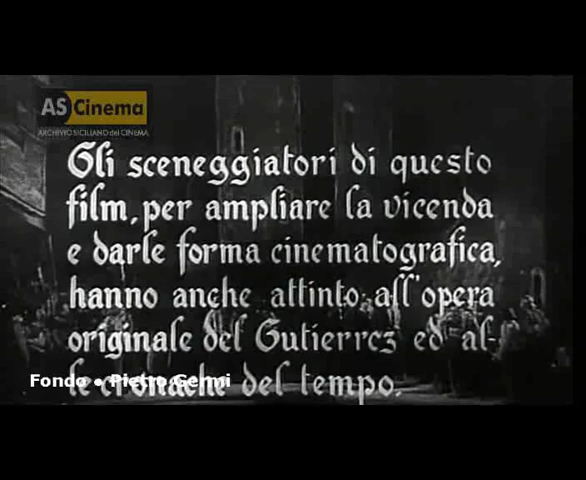 AS Cinema
ARCHIVIO SICILIANO del CINEMA
Gli sceneggiatori di questo
film, per ampliare la vicenda
e darle forma cinematografica,
hanno anche attinto all'opera
originale del Gutierrez ed al-
le cronache del tempo.
Fondo • Pietro Germi